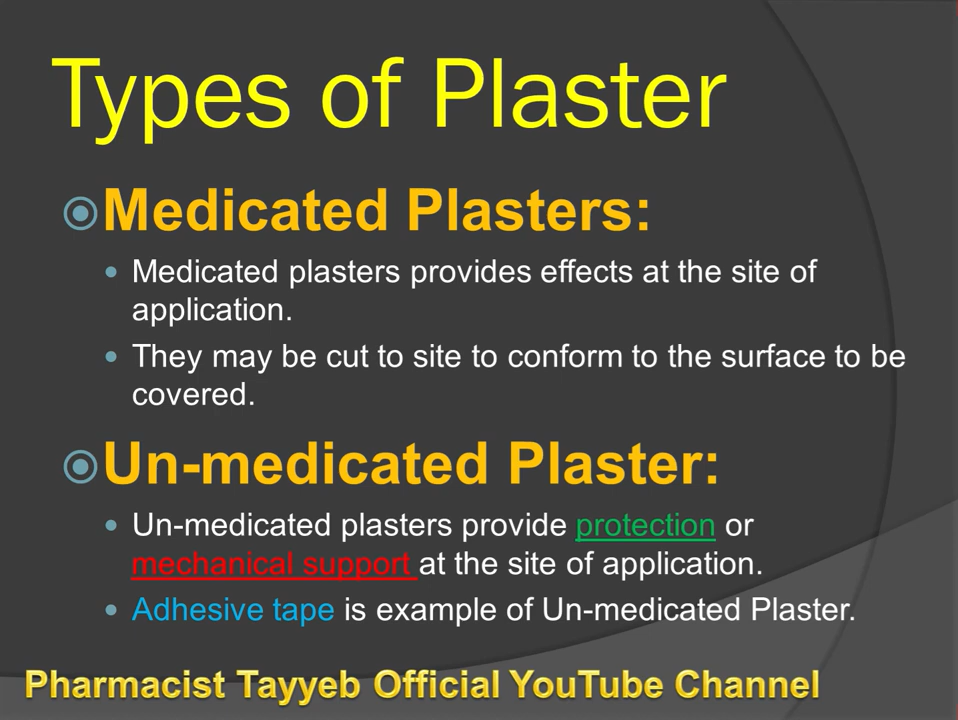 Types of Plaster
Medicated Plasters:
Medicated plasters provides effects at the site of
application.
They may be cut to site to conform to the surface to be
covered.
Un-medicated Plaster:
Un-medicated plasters provide protection or
mechanical support at the site of application.
Adhesive tape is example of Un-medicated Plaster.
Pharmacist Tayyeb Official YouTube Channel